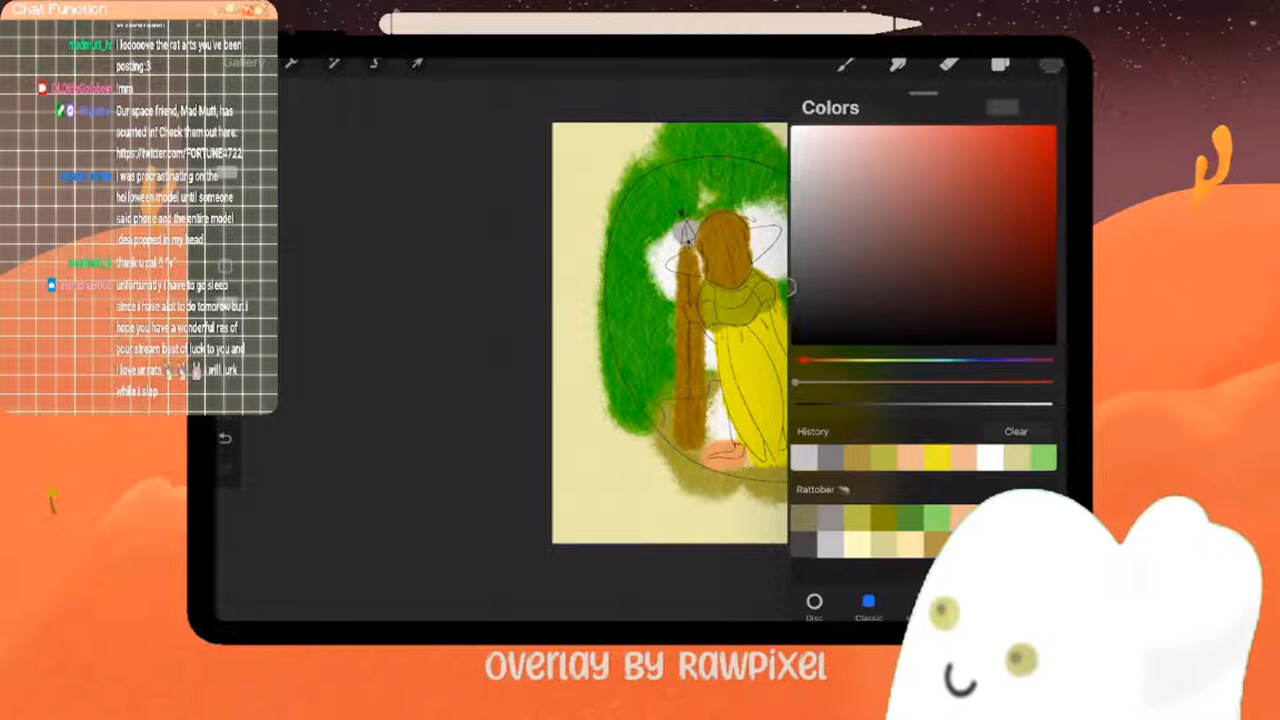 Chat Function
i looooove the rat arts you've been
posting:3
!mm
Our space friend, Mad Mutt, has
scurried in! Check them out here:
https://twitter.com/FORTUNE4722
I was procrastinating on the
holloween model until someone
said phone and the entire model
idea popped in my head
thank u pal
unfortunatly i have to go sleep
since i have alot to do tomorow but i
hope you have a wonderful res of
your stream best of luck to you and
i love ur rats i will lurk
while i slep
Gallery
Colors
History
Clear
Rattober
Disc
Classic
OVERLAY BY RAWPIXEL